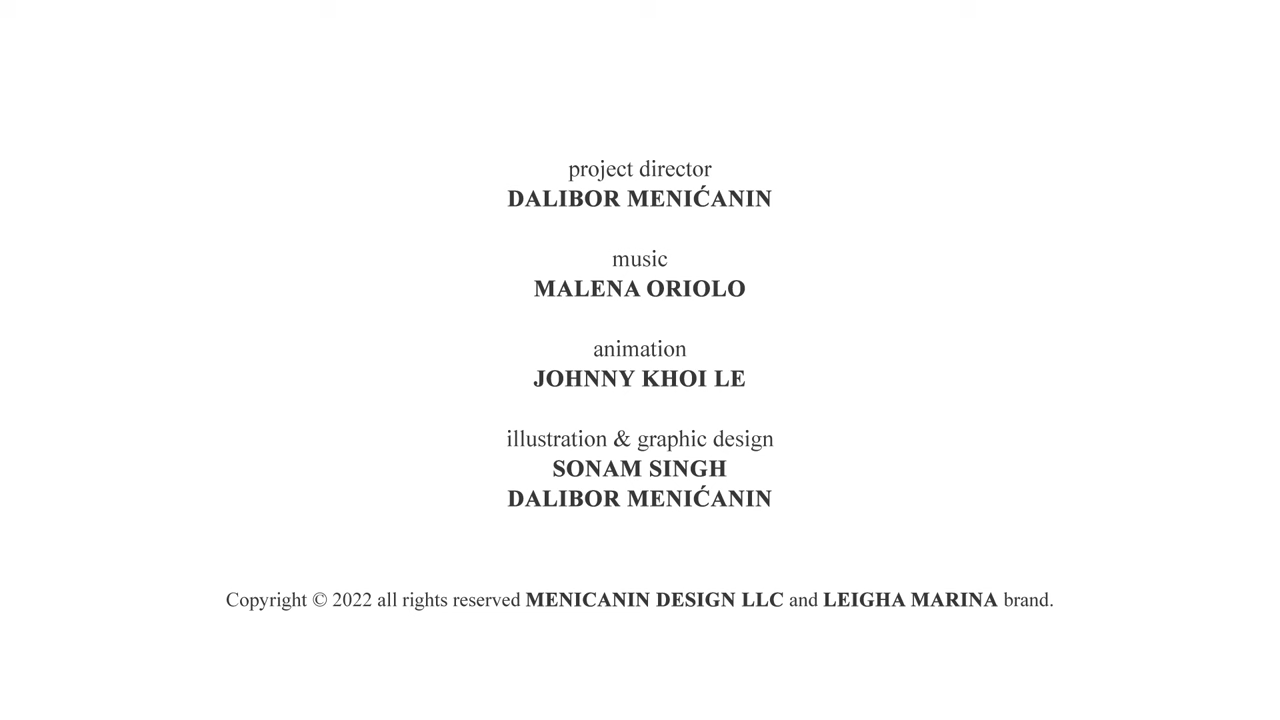 project director
DALIBOR MENIĆANIN
music
MALENA ORIOLO
animation
JOHNNY KHOI LE
illustration & graphic design
SONAM SINGH
DALIBOR MENIĆANIN
Copyright © 2022 all rights reserved MENICANIN DESIGN LLC and LEIGHA MARINA brand.